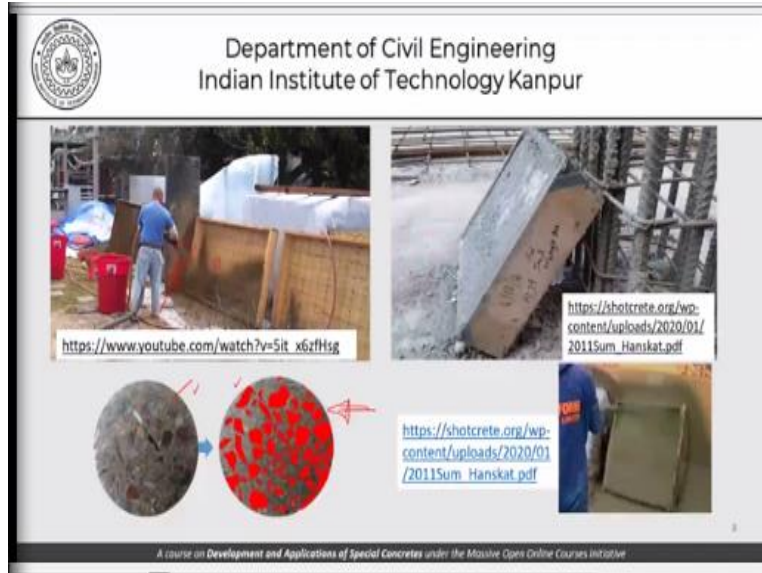 Department of Civil Engineering
Indian Institute of Technology Kanpur
https://www.youtube.com/watch?v=5it_x6zfHsg
https://shotcrete.org/wp-
content/uploads/2020/01/
2011Sum_Hanskat.pdf
https://shotcrete.org/wp-
content/uploads/2020/01
/2011Sum_Hanskat.pdf
A course on Development and Applications of Special Concretes under the Massive Open Online Courses Initiative